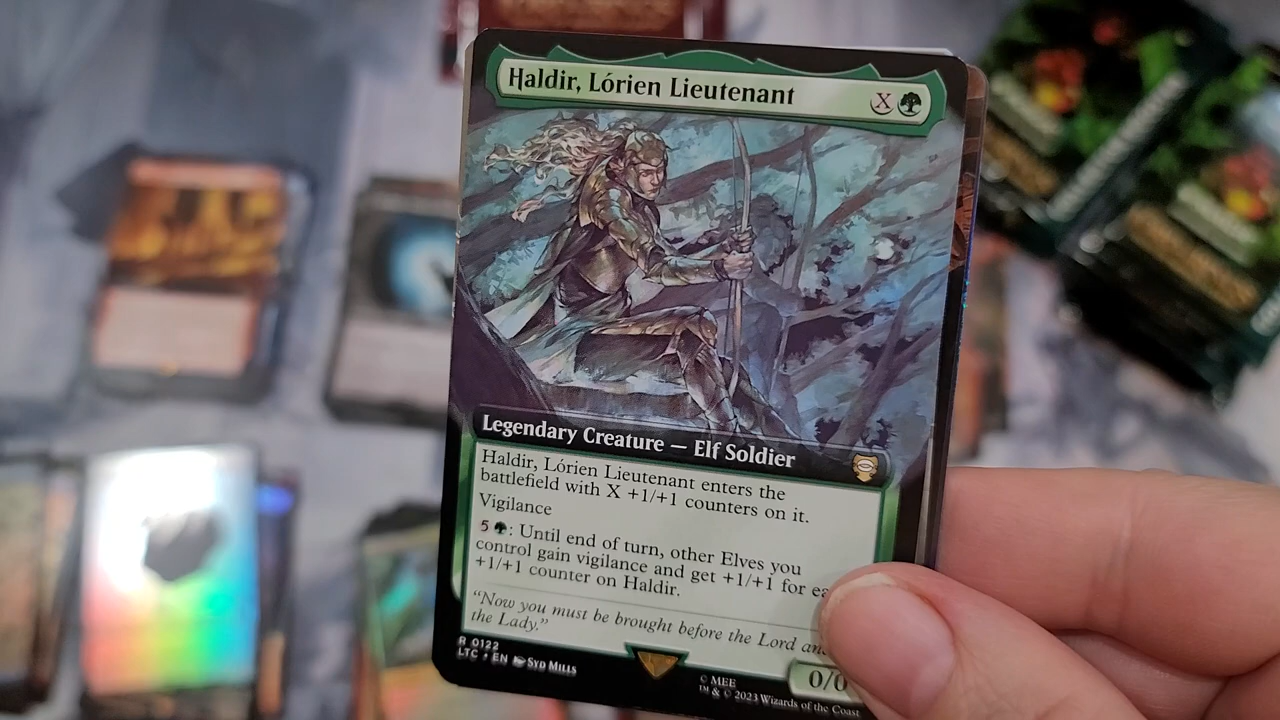 Haldir, Lórien Lieutenant X
Legendary Creature — Elf Soldier
Haldir, Lórien Lieutenant enters the
battlefield with X +1/+1 counters on it.
Vigilance
5 : Until end of turn, other Elves you
control gain vigilance and get +1/+1 for ea
+1/+1 counter on Haldir.
"Now you must be brought before the Lord an
the Lady."
0/0
R 0122
LTC • EN Syd Mills
© MEE
™ & © 2023 Wizards of the Coast